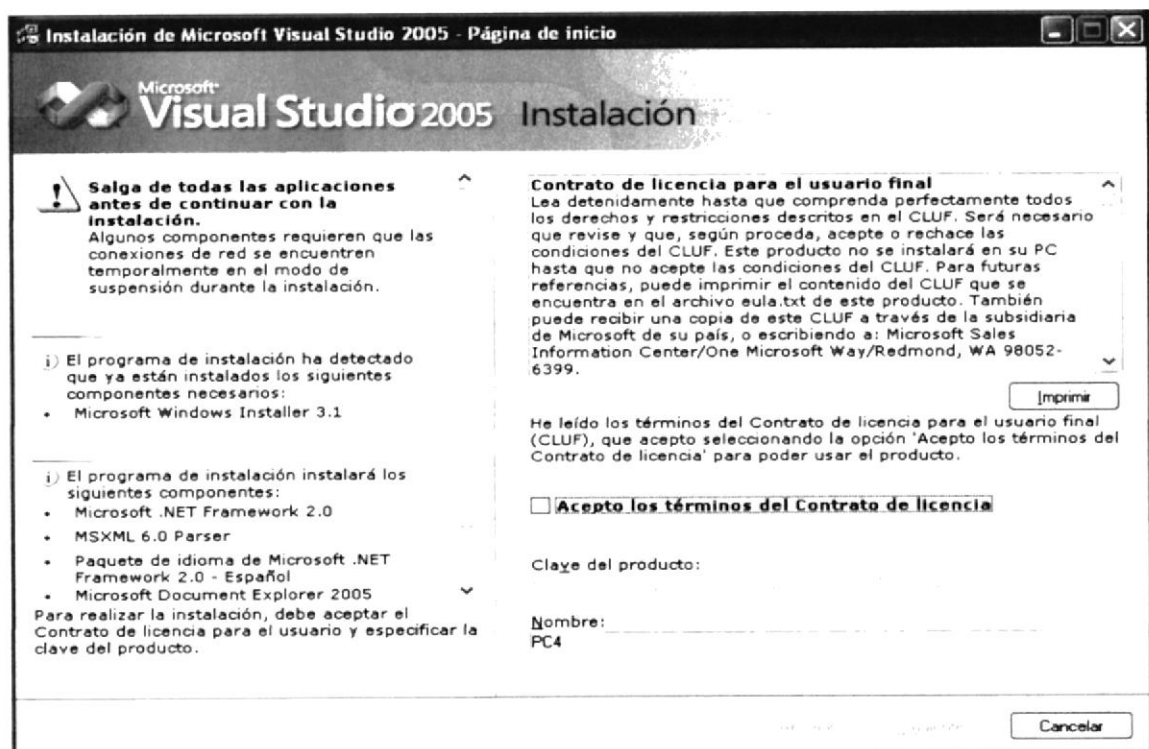 Instalación de Microsoft Visual Studio 2005 - Página de inicio
Microsoft
Visual Studio 2005 Instalación
Salga de todas las aplicaciones
antes de continuar con la
instalación.
Algunos componentes requieren que las
conexiones de red se encuentren
temporalmente en el modo de
suspensión durante la instalación.
i) El programa de instalación ha detectado
que ya están instalados los siguientes
componentes necesarios:
• Microsoft Windows Installer 3.1
i) El programa de instalación instalará los
siguientes componentes:
• Microsoft .NET Framework 2.0
• MSXML 6.0 Parser
• Paquete de idioma de Microsoft .NET
Framework 2.0 - Español
• Microsoft Document Explorer 2005
Para realizar la instalación, debe aceptar el
Contrato de licencia para el usuario y especificar la
clave del producto.
Contrato de licencia para el usuario final
Lea detenidamente hasta que comprenda perfectamente todos
los derechos y restricciones descritos en el CLUF. Será necesario
que revise y que, según proceda, acepte o rechace las
condiciones del CLUF. Este producto no se instalará en su PC
hasta que no acepte las condiciones del CLUF. Para futuras
referencias, puede imprimir el contenido del CLUF que se
encuentra en el archivo eula.txt de este producto. También
puede recibir una copia de este CLUF a través de la subsidiaria
de Microsoft de su país, o escribiendo a: Microsoft Sales
Information Center/One Microsoft Way/Redmond, WA 98052-
6399.
Imprimir
He leído los términos del Contrato de licencia para el usuario final
(CLUF), que acepto seleccionando la opción 'Acepto los términos del
Contrato de licencia' para poder usar el producto.
Acepto los términos del Contrato de licencia
Clave del producto:
Nombre:
PC4
Cancelar